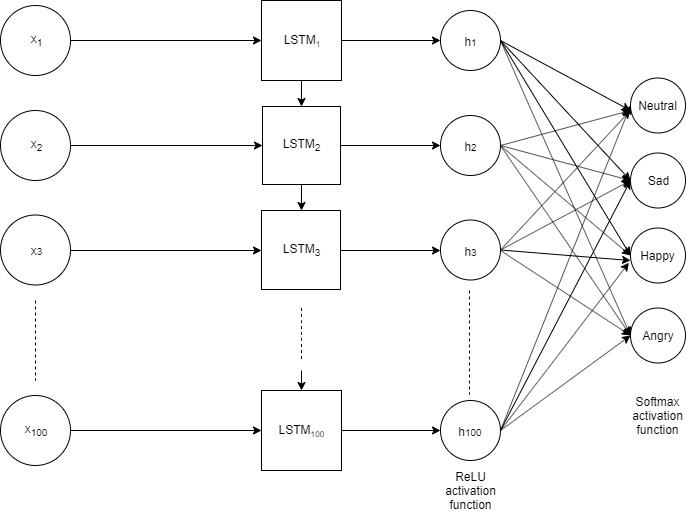 x1
LSTM1
h1
Neutral
x2
LSTM2
h2
Sad
x3
LSTM3
h3
Happy
Angry
x100
LSTM100
h100
Softmax
activation
function
ReLU
activation
function